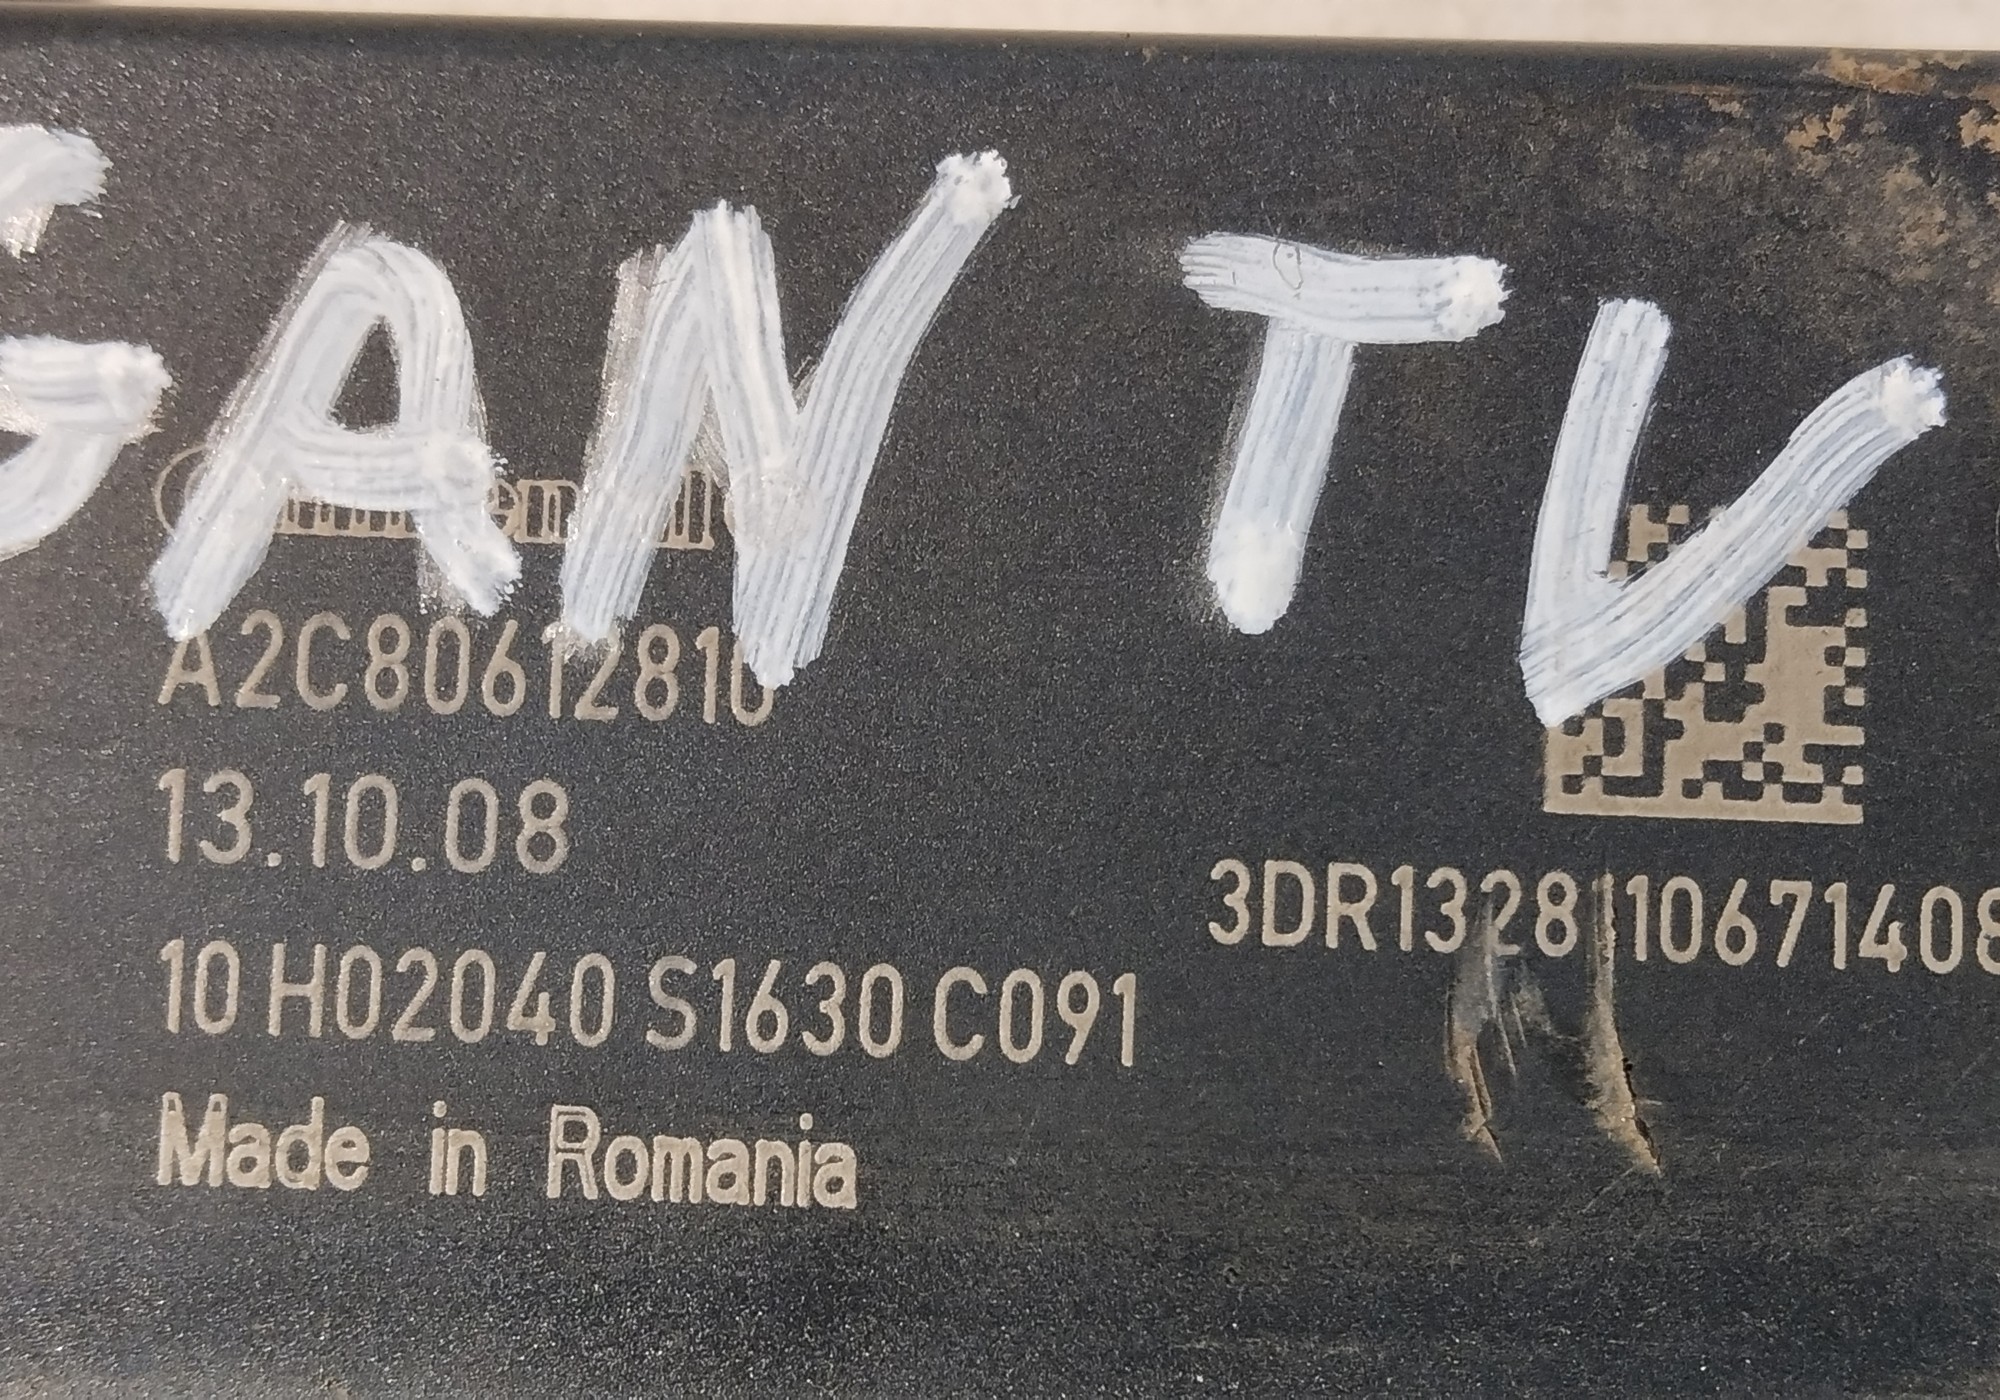 GAN TV
A2C80612810
13.10.08
10 H02040 S1630 C091
Made in Romania
3DR1328110671408